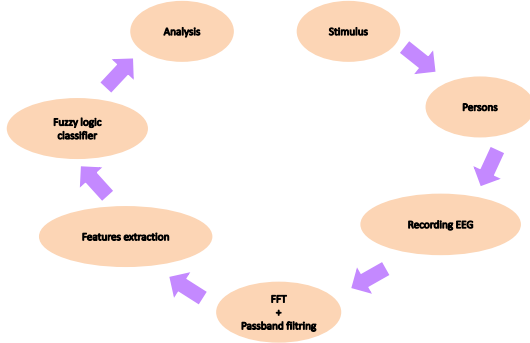 Analysis
Stimulus
Persons
Fuzzy logic
classifier
Recording EEG
Features extraction
FFT
+
Passband filtring